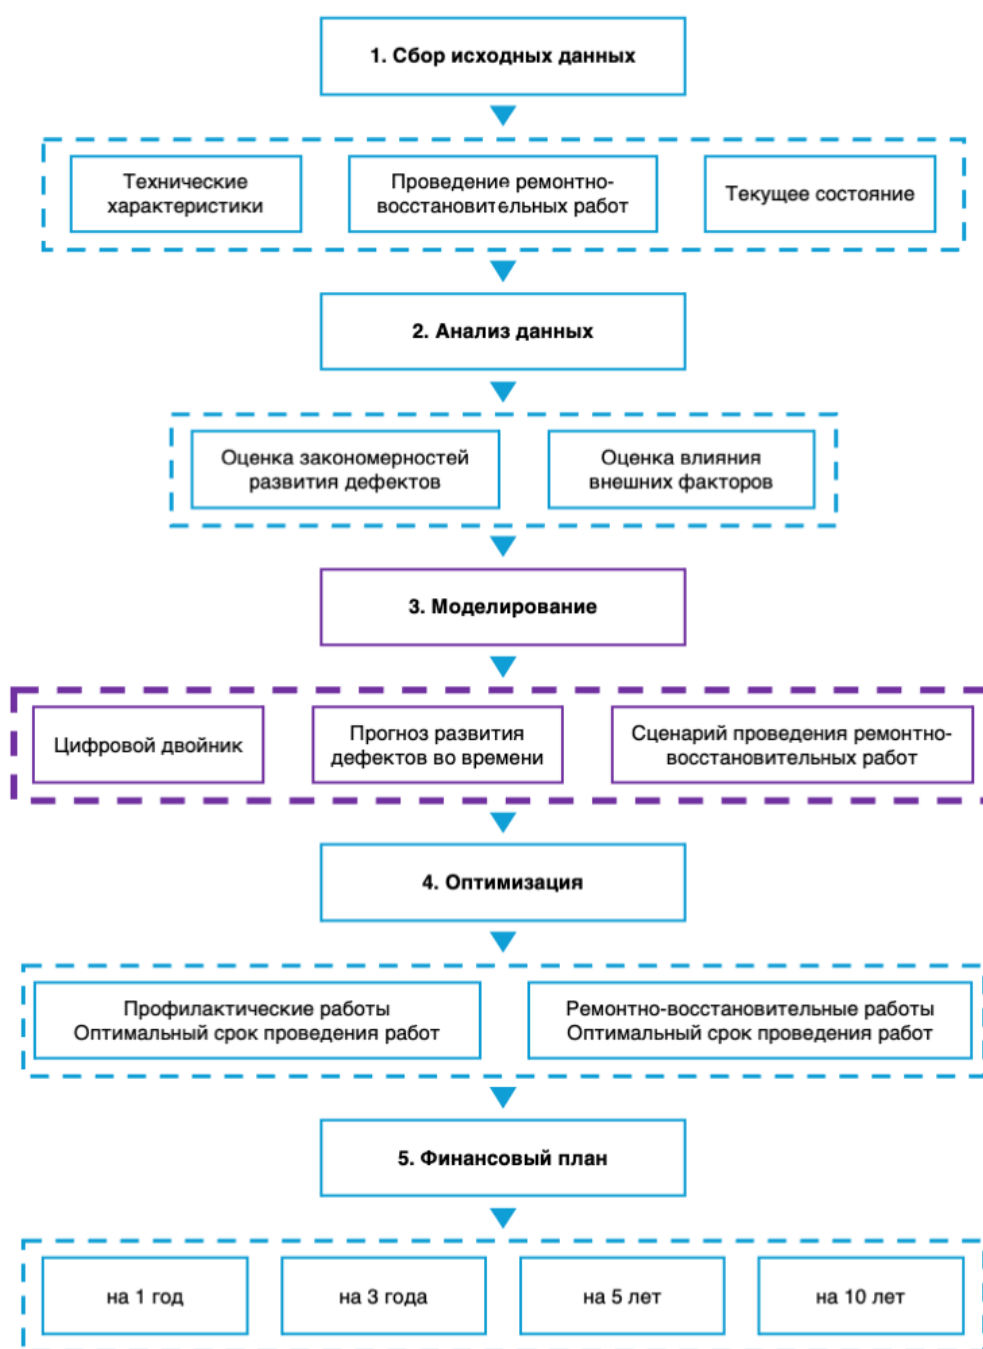 1. Сбор исходных данных
Технические
характеристики
Проведение ремонтно-
восстановительных работ
Текущее состояние
2. Анализ данных
Оценка закономерностей
развития дефектов
Оценка влияния
внешних факторов
3. Моделирование
Цифровой двойник
Прогноз развития
дефектов во времени
Сценарий проведения ремонтно-
восстановительных работ
4. Оптимизация
Профилактические работы
Оптимальный срок проведения работ
Ремонтно-восстановительные работы
Оптимальный срок проведения работ
5. Финансовый план
на 1 год
на 3 года
на 5 лет
на 10 лет